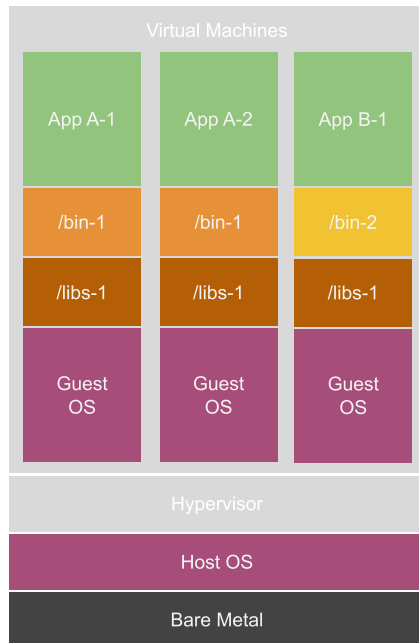 Virtual Machines
App A-1
App A-2
App B-1
/bin-1
/bin-1
/bin-2
/libs-1
/libs-1
/libs-1
Guest
OS
Guest
OS
Guest
OS
Hypervisor
Host OS
Bare Metal